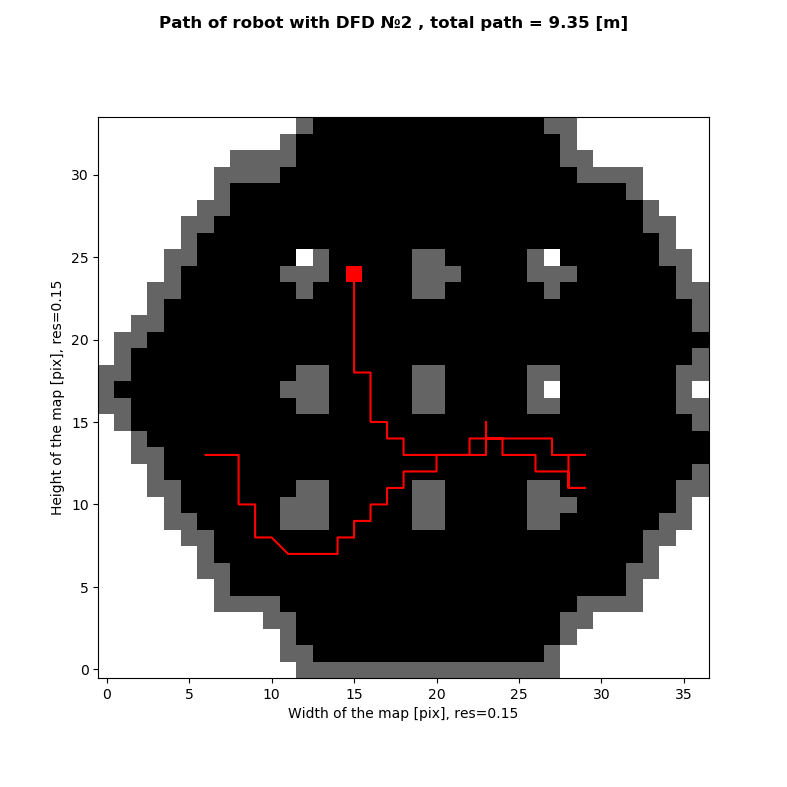 Path of robot with DFD №2 , total path = 9.35 [m]
30
25
20
15
10
5
0
Height of the map [pix], res=0.15
0 5 10 15 20 25 30 35
Width of the map [pix], res=0.15